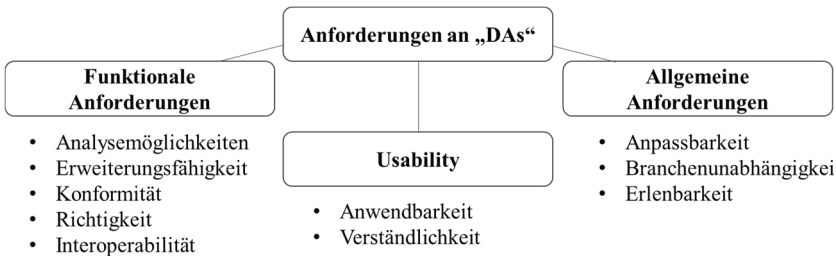 Anforderungen an „DAs“
Funktionale
Anforderungen
• Analysemöglichkeiten
• Erweiterungsfähigkeit
• Konformität
• Richtigkeit
• Interoperabilität
Usability
• Anwendbarkeit
• Verständlichkeit
Allgemeine
Anforderungen
• Anpassbarkeit
• Branchenunabhängigkei
• Erlenbarkeit